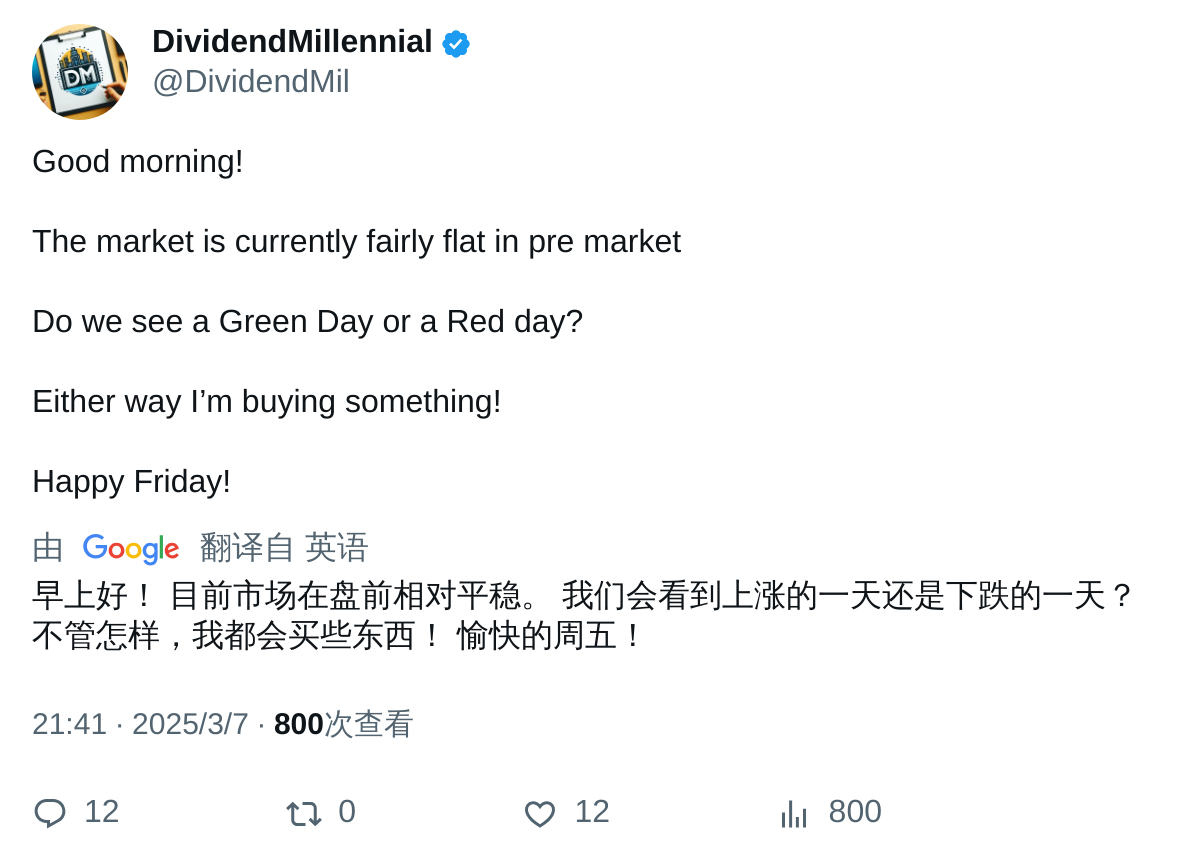 DM
DividendMillennial
@DividendMil
Good morning!
The market is currently fairly flat in pre market
Do we see a Green Day or a Red day?
Either way I’m buying something!
Happy Friday!
由 Google 翻译自 英语
早上好！ 目前市场在盘前相对平稳。 我们会看到上涨的一天还是下跌的一天？
不管怎样，我都会买些东西！ 愉快的周五！
21:41 · 2025/3/7 · 800次查看
12 0 12 800